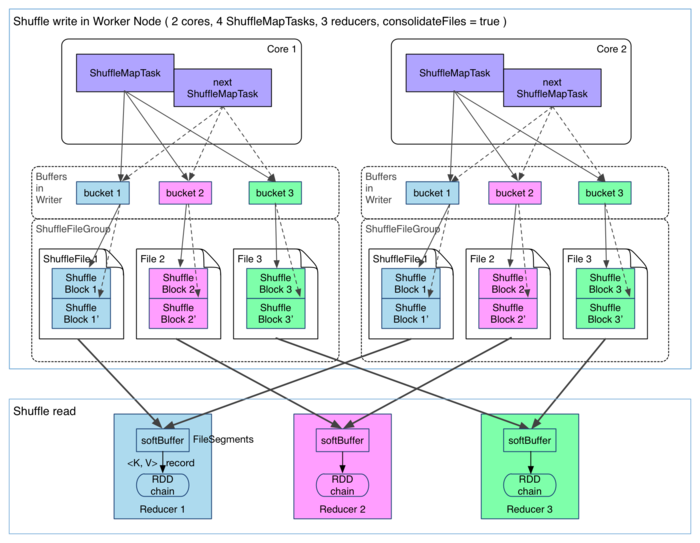 Shuffle write in Worker Node ( 2 cores, 4 ShuffleMapTasks, 3 reducers, consolidateFiles = true )
Core 1
ShuffleMapTask
next
ShuffleMapTask
Core 2
ShuffleMapTask
next
ShuffleMapTask
Buffers
in
Writer
bucket 1
bucket 2
bucket 3
Buffers
in
Writer
bucket 1
bucket 2
bucket 3
ShuffleFileGroup
ShuffleFile 1
Shuffle
Block 1
Shuffle
Block 1’
File 2
Shuffle
Block 2
Shuffle
Block 2’
File 3
Shuffle
Block 3
Shuffle
Block 3’
ShuffleFileGroup
ShuffleFile 1
Shuffle
Block 1
Shuffle
Block 1’
File 2
Shuffle
Block 2
Shuffle
Block 2’
File 3
Shuffle
Block 3
Shuffle
Block 3’
Shuffle read
softBuffer
FileSegments
<K, V> record
RDD
chain
Reducer 1
softBuffer
RDD
chain
Reducer 2
softBuffer
RDD
chain
Reducer 3